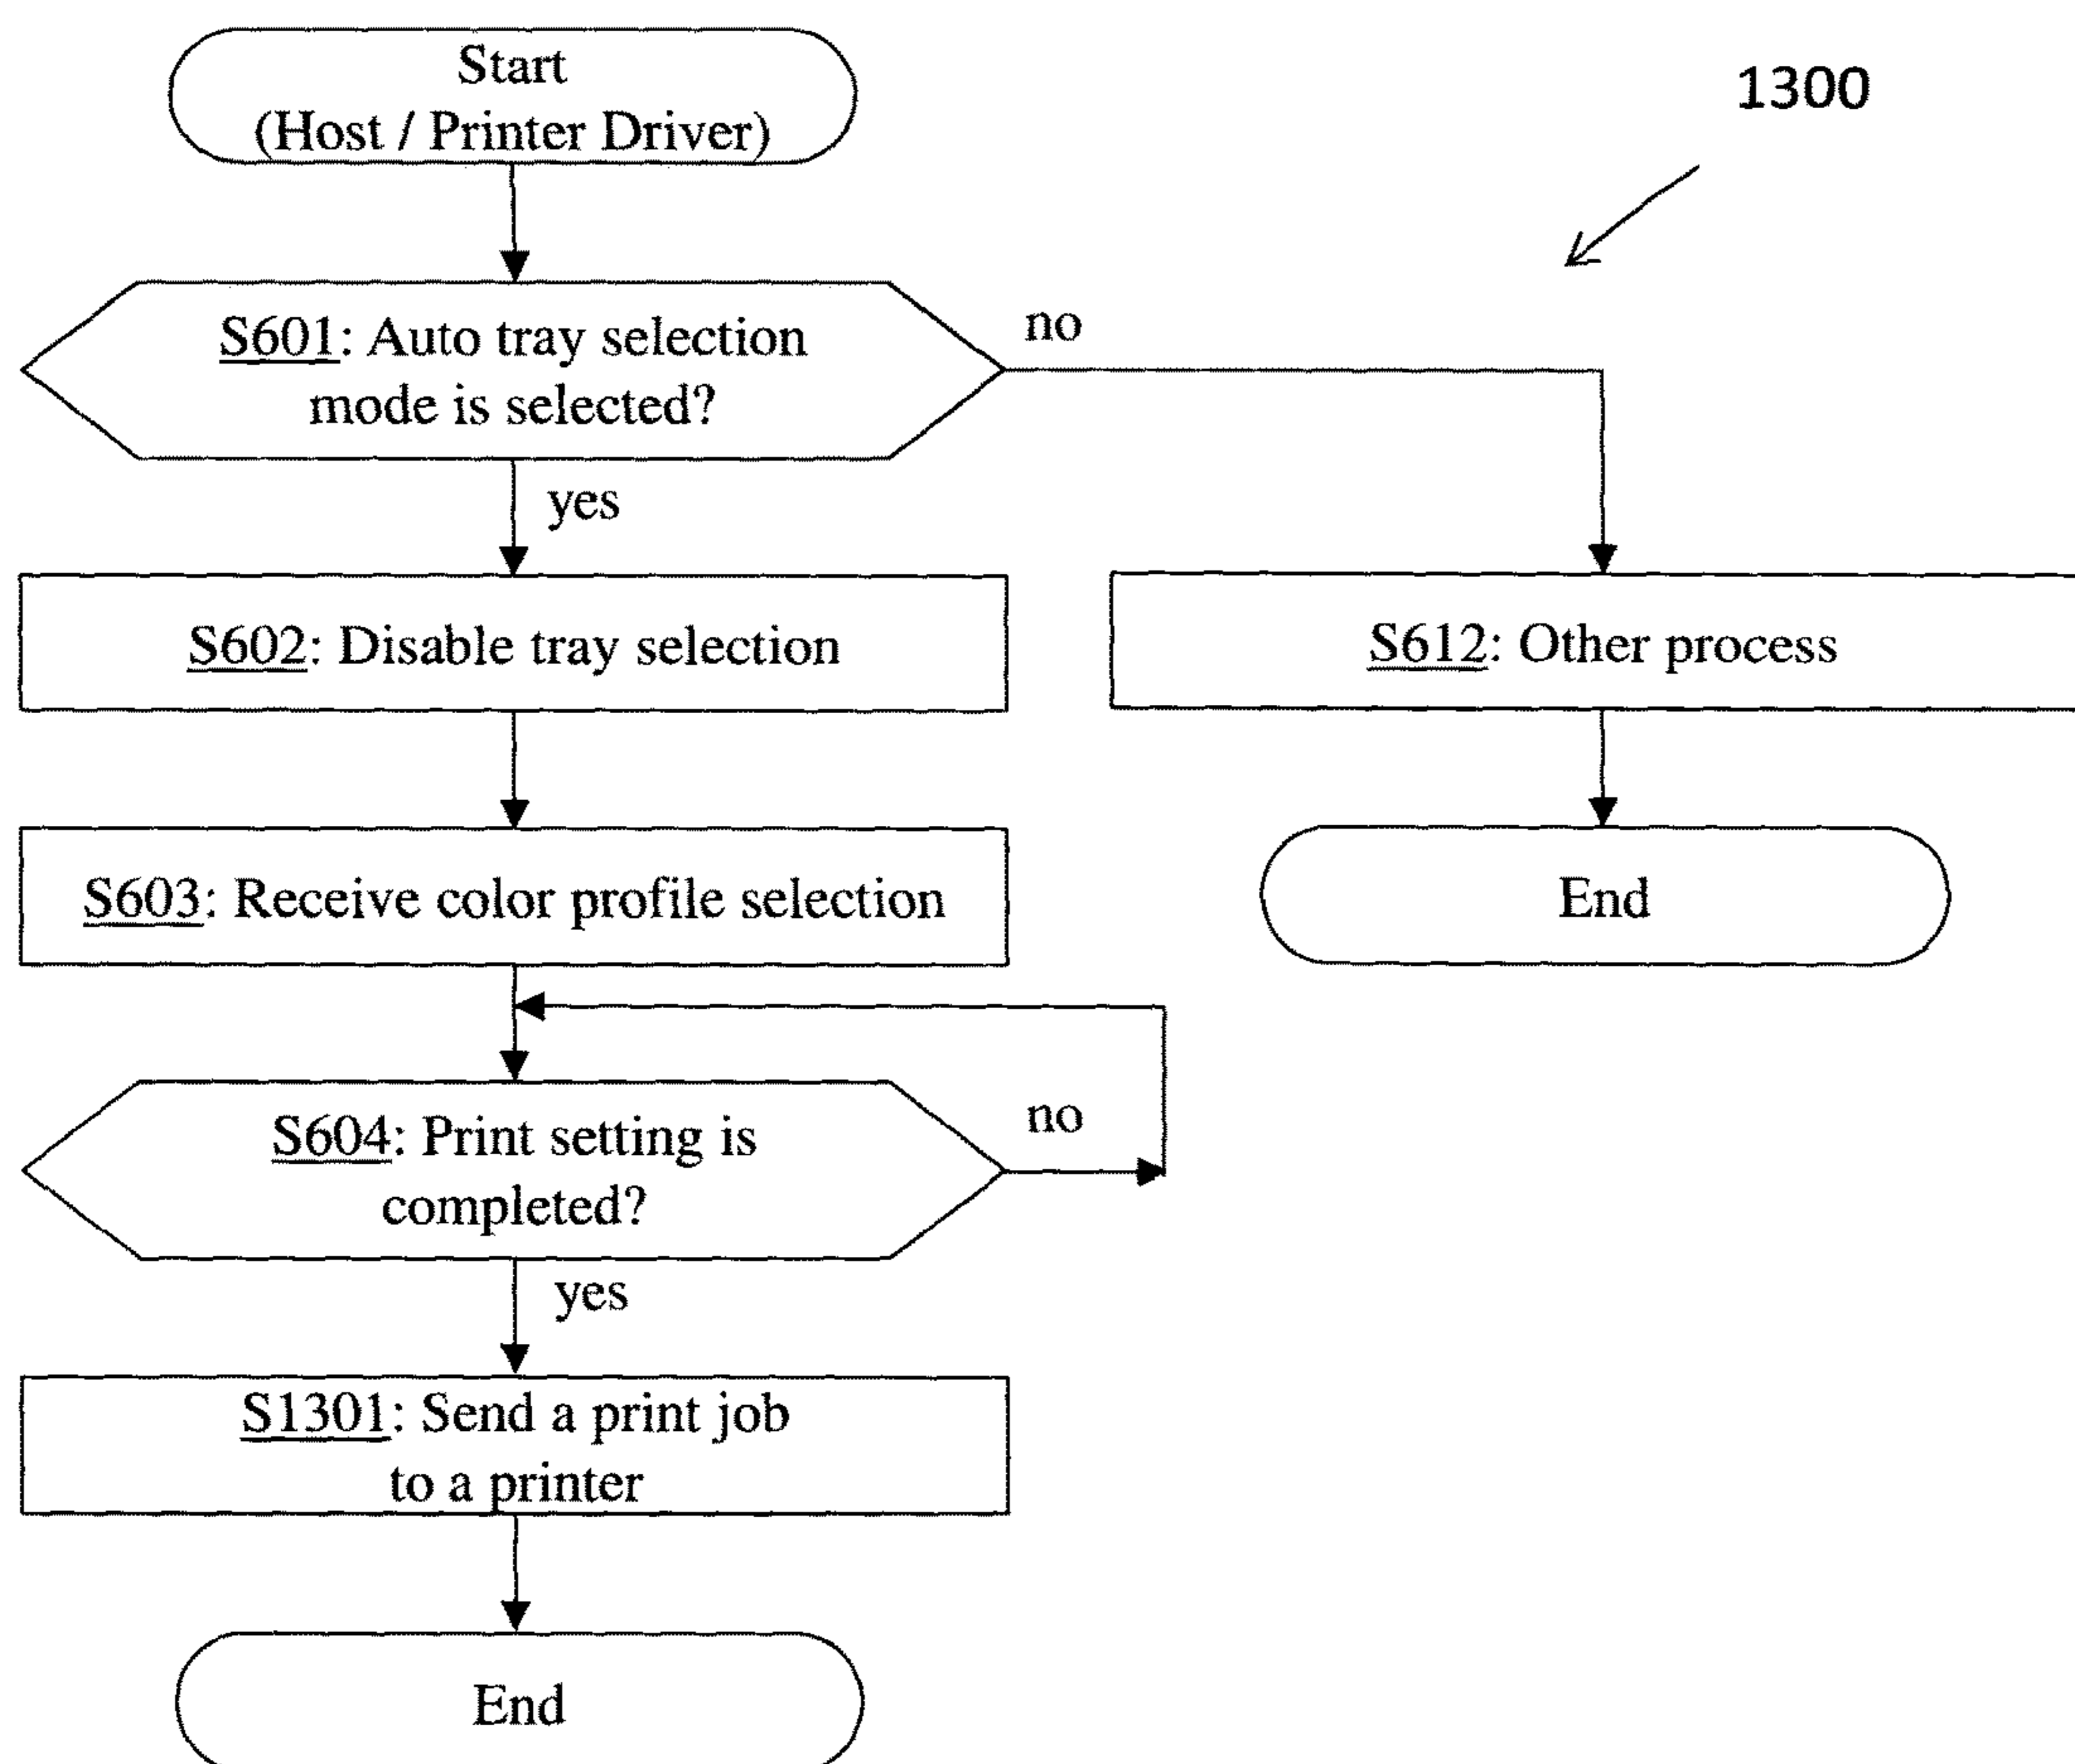 Start
(Host / Printer Driver)
1300
S601: Auto tray selection
mode is selected?
no
yes
S602: Disable tray selection
S612: Other process
S603: Receive color profile selection
End
S604: Print setting is
completed?
no
yes
S1301: Send a print job
to a printer
End